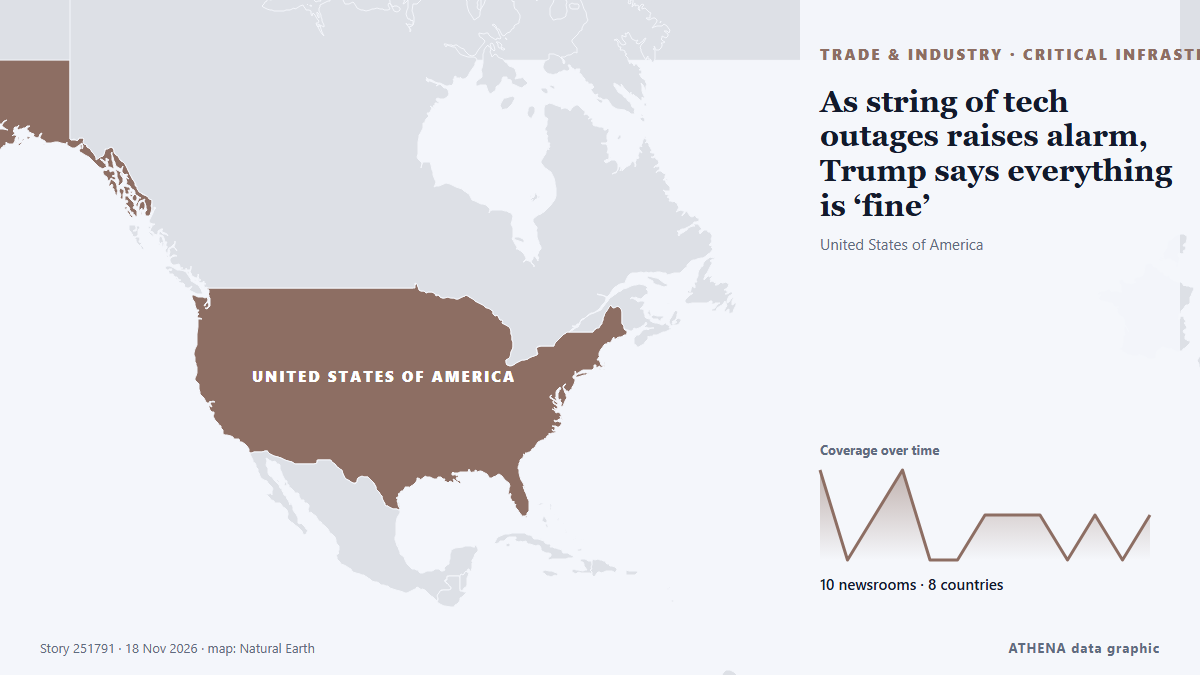 TRADE & INDUSTRY · CRITICAL INFRAST
As string of tech
outages raises alarm,
Trump says everything
is ‘fine’
United States of America
UNITED STATES OF AMERICA
Coverage over time
10 newsrooms · 8 countries
Story 251791 · 18 Nov 2026 · map: Natural Earth
ATHENA data graphic